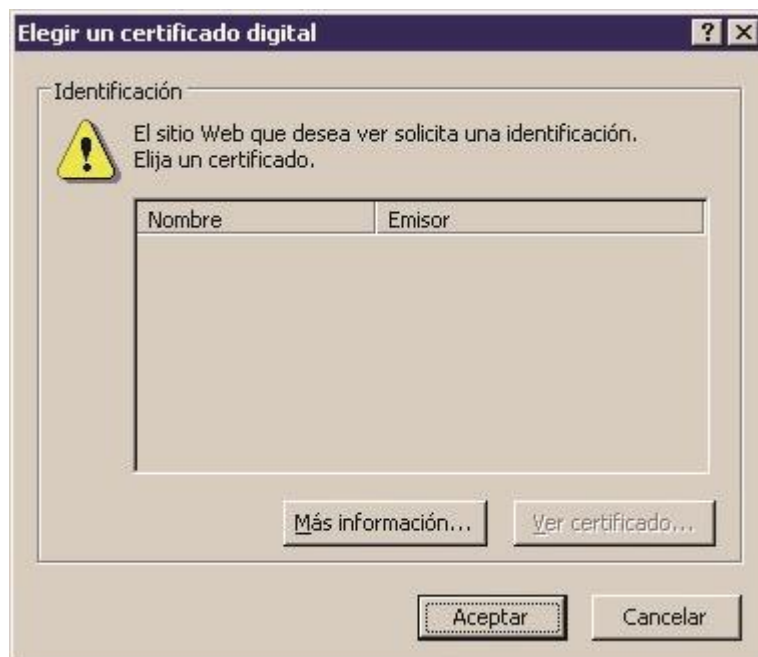 Elegir un certificado digital
Identificación
El sitio Web que desea ver solicita una identificación.
Elija un certificado.
Nombre Emisor
Más información... Ver certificado...
Aceptar Cancelar